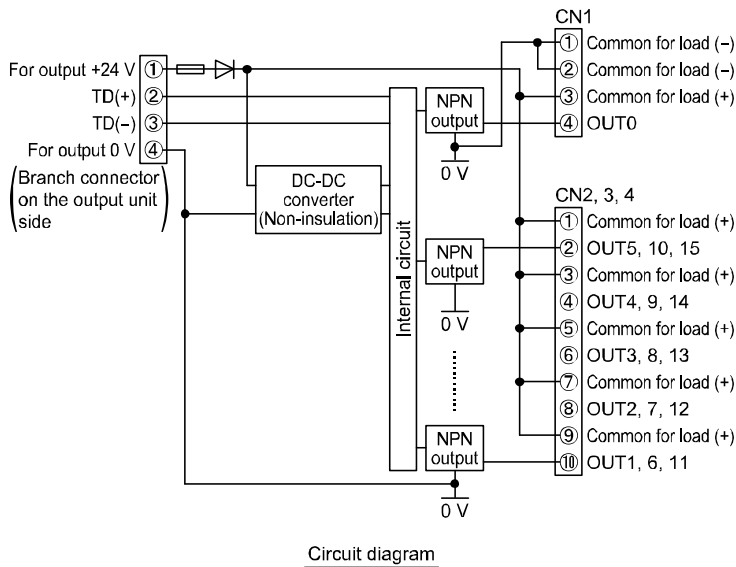 For output +24 V ①
TD(+) ②
TD(−) ③
For output 0 V ④
(Branch connector
on the output unit
side)
DC-DC
converter
(Non-insulation)
Internal circuit
NPN
output
0 V
NPN
output
0 V
NPN
output
0 V
CN1
① Common for load (−)
② Common for load (−)
③ Common for load (+)
④ OUT0
CN2, 3, 4
① Common for load (+)
② OUT5, 10, 15
③ Common for load (+)
④ OUT4, 9, 14
⑤ Common for load (+)
⑥ OUT3, 8, 13
⑦ Common for load (+)
⑧ OUT2, 7, 12
⑨ Common for load (+)
⑩ OUT1, 6, 11
Circuit diagram